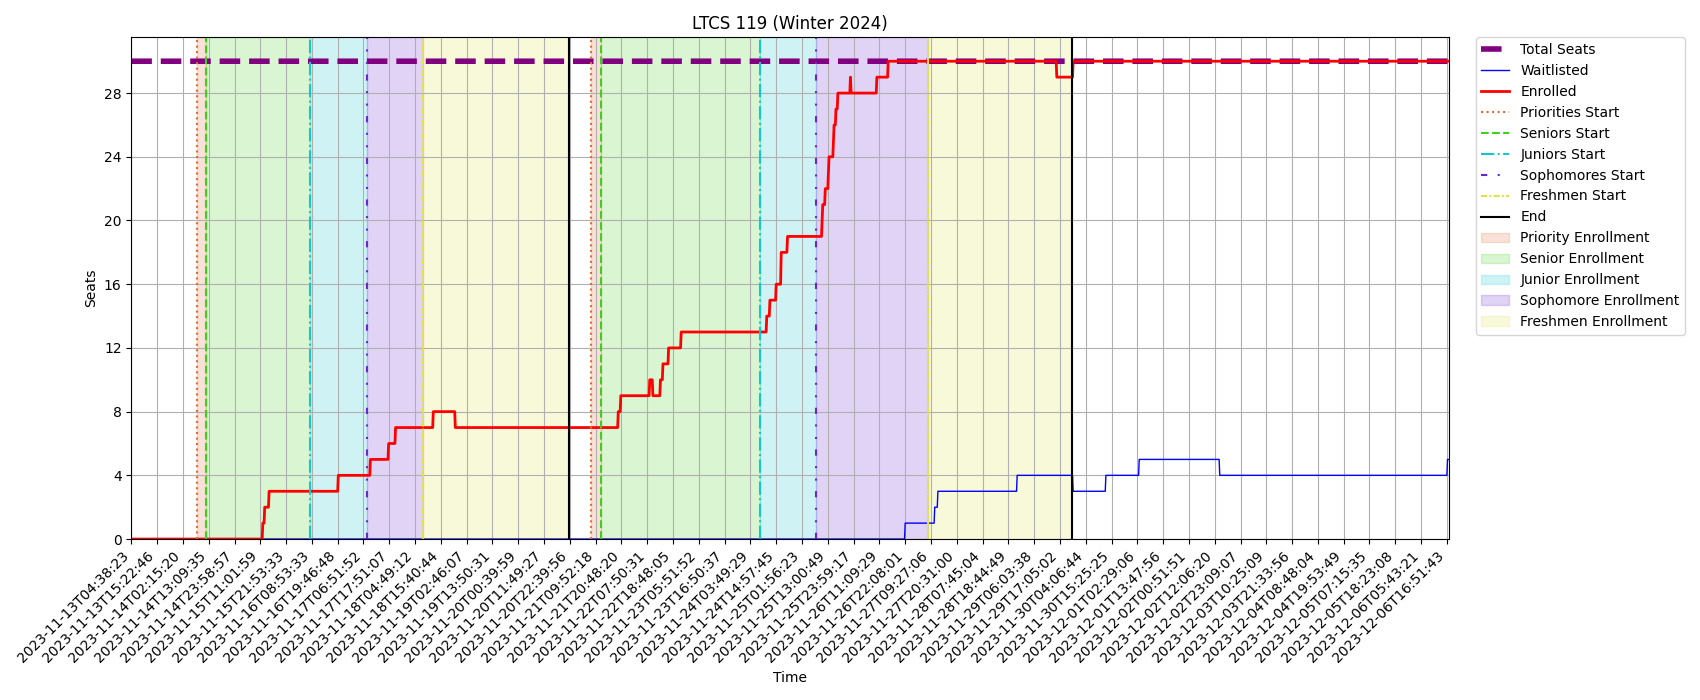 LTCS 119 (Winter 2024)
Total Seats
Waitlisted
Enrolled
Priorities Start
Seniors Start
Juniors Start
Sophomores Start
Freshmen Start
End
Priority Enrollment
Senior Enrollment
Junior Enrollment
Sophomore Enrollment
Freshmen Enrollment
Seats
28
24
20
16
12
8
4
0
2023-11-13T04:38:23
2023-11-13T15:22:46
2023-11-14T02:15:20
2023-11-14T13:09:35
2023-11-14T23:58:57
2023-11-15T11:01:59
2023-11-15T21:53:33
2023-11-16T08:53:33
2023-11-16T19:46:48
2023-11-17T06:51:52
2023-11-17T17:51:07
2023-11-18T04:49:12
2023-11-18T15:40:44
2023-11-19T02:46:07
2023-11-19T13:50:31
2023-11-20T00:39:59
2023-11-20T11:49:27
2023-11-20T22:39:56
2023-11-21T09:52:18
2023-11-21T20:48:20
2023-11-22T07:50:31
2023-11-22T18:48:05
2023-11-23T05:51:52
2023-11-23T16:50:37
2023-11-24T03:49:29
2023-11-24T14:57:45
2023-11-25T01:56:23
2023-11-25T13:00:49
2023-11-25T23:59:17
2023-11-26T11:09:29
2023-11-26T22:08:01
2023-11-27T09:27:06
2023-11-27T20:31:00
2023-11-28T07:45:04
2023-11-28T18:44:49
2023-11-29T06:03:38
2023-11-29T17:05:02
2023-11-30T04:06:44
2023-11-30T15:25:25
2023-12-01T02:29:06
2023-12-01T13:47:56
2023-12-02T00:51:51
2023-12-02T12:06:20
2023-12-02T23:09:07
2023-12-03T10:25:09
2023-12-03T21:33:56
2023-12-04T08:48:04
2023-12-04T19:53:49
2023-12-05T07:15:35
2023-12-05T18:23:08
2023-12-06T05:43:21
2023-12-06T16:51:43
Time